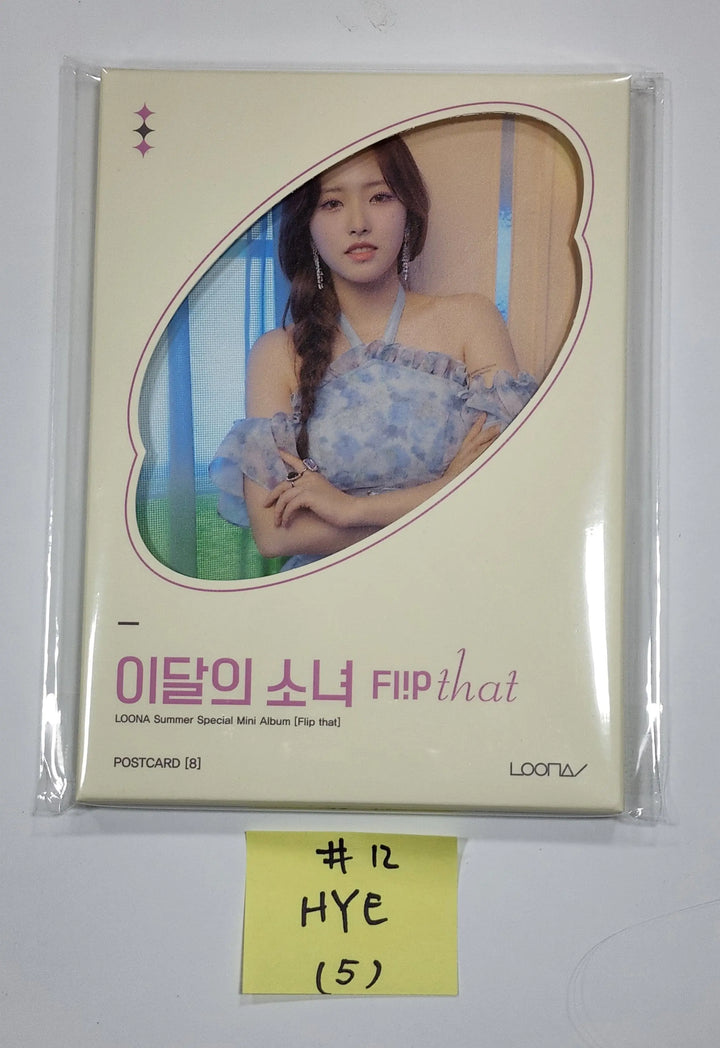 이달의 소녀 FL!P that
LOONA Summer Special Mini Album [Flip that]
POSTCARD [8]
LOONA
#12
HYE
(5)